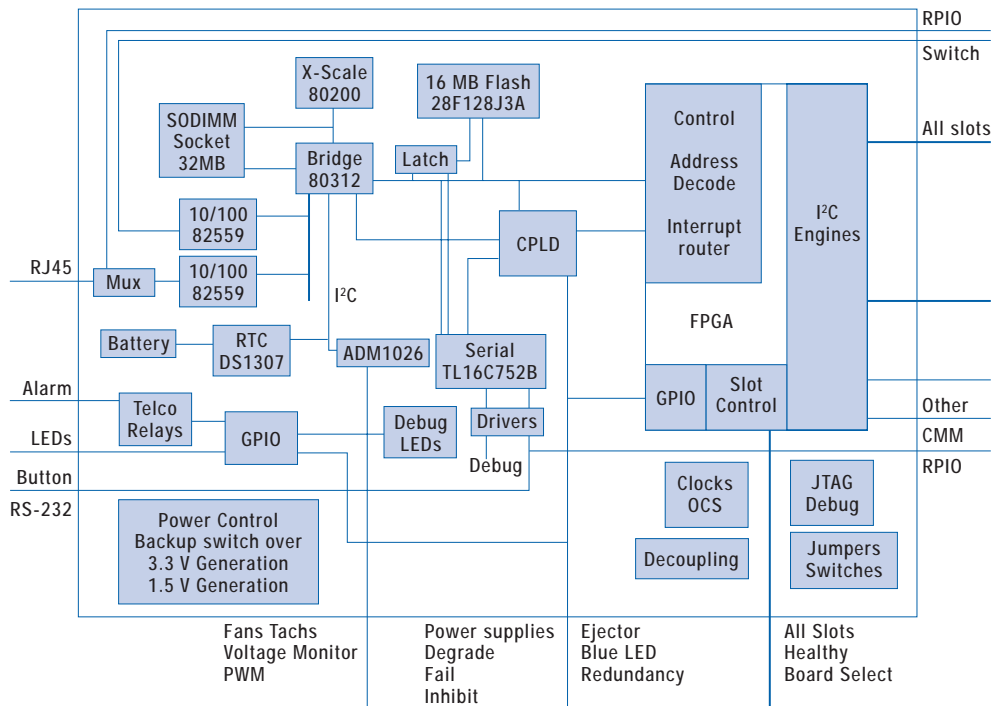 RPIO
Switch
X-Scale
80200
16 MB Flash
28F128J3A
SODIMM
Socket
32MB
Bridge
80312
Latch
Control
Address
Decode
Interrupt
router
I²C
Engines
All slots
10/100
82559
CPLD
RJ45
Mux
10/100
82559
I²C
FPGA
Battery
RTC
DS1307
ADM1026
Serial
TL16C752B
Alarm
Telco
Relays
GPIO
Debug
LEDs
Drivers
Debug
GPIO
Slot
Control
Other
LEDs
CMM
Button
RPIO
RS-232
Power Control
Backup switch over
3.3 V Generation
1.5 V Generation
Clocks
OCS
JTAG
Debug
Decoupling
Jumpers
Switches
Fans Tachs
Voltage Monitor
PWM
Power supplies
Degrade
Fail
Inhibit
Ejector
Blue LED
Redundancy
All Slots
Healthy
Board Select